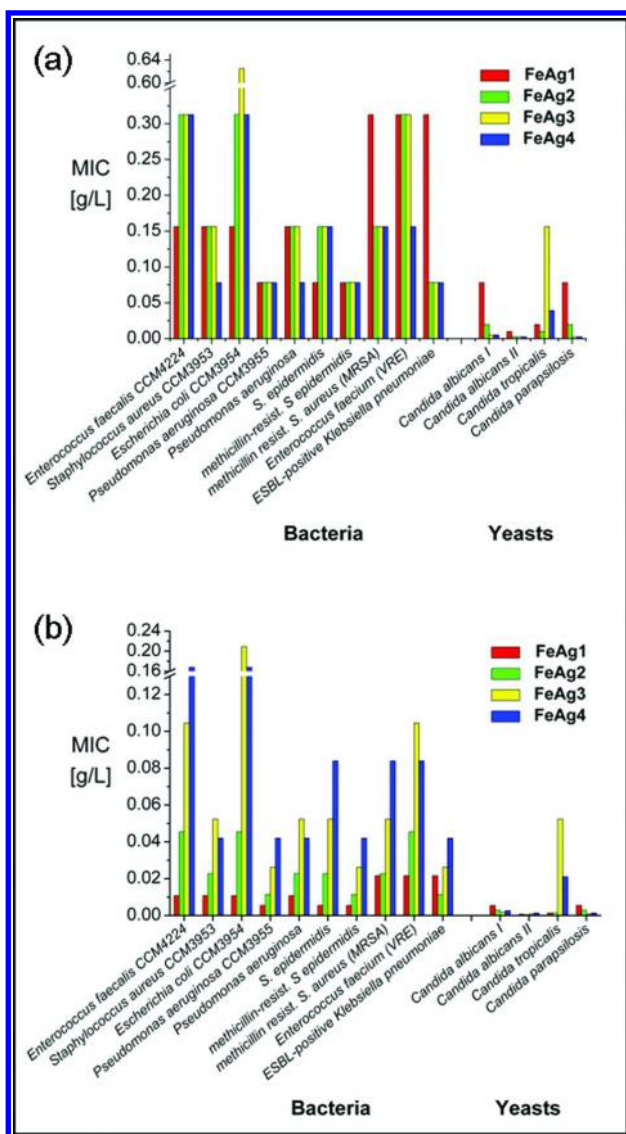 (a)
0.64
0.60
0.30
0.25
MIC
0.20
[g/L]
0.15
0.10
0.05
0.00
FeAg1
FeAg2
FeAg3
FeAg4
Enterococcus faecalis CCM4224
Staphylococcus aureus CCM3953
Escherichia coli CCM3954
Pseudomonas aeruginosa CCM3955
Pseudomonas aeruginosa
S. epidermidis
methicillin-resist. S epidermidis
methicillin resist. S. aureus (MRSA)
Enterococcus faecium (VRE)
ESBL-positive Klebsiella pneumoniae
Candida albicans I
Candida albicans II
Candida tropicalis
Candida parapsilosis
Bacteria
Yeasts
(b)
0.24
0.20
0.16
0.12
0.10
MIC
0.08
[g/L]
0.06
0.04
0.02
0.00
FeAg1
FeAg2
FeAg3
FeAg4
Enterococcus faecalis CCM4224
Staphylococcus aureus CCM3953
Escherichia coli CCM3954
Pseudomonas aeruginosa CCM3955
Pseudomonas aeruginosa
S. epidermidis
methicillin-resist. S epidermidis
methicillin resist. S. aureus (MRSA)
Enterococcus faecium (VRE)
ESBL-positive Klebsiella pneumoniae
Candida albicans I
Candida albicans II
Candida tropicalis
Candida parapsilosis
Bacteria
Yeasts